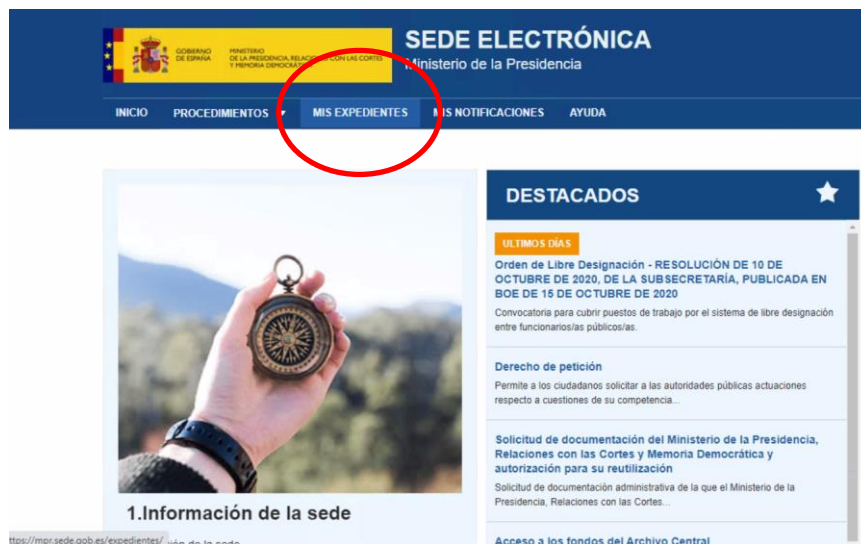 GOBIERNO
DE ESPAÑA
MINISTERIO
DE LA PRESIDENCIA, RELACIONES CON LAS CORTES
Y MEMORIA DEMOCRÁTICA
SEDE ELECTRÓNICA
Ministerio de la Presidencia
INICIO PROCEDIMIENTOS MIS EXPEDIENTES MIS NOTIFICACIONES AYUDA
DESTACADOS
ULTIMOS DÍAS
Orden de Libre Designación - RESOLUCIÓN DE 10 DE
OCTUBRE DE 2020, DE LA SUBSECRETARÍA, PUBLICADA EN
BOE DE 15 DE OCTUBRE DE 2020
Convocatoria para cubrir puestos de trabajo por el sistema de libre designación
entre funcionarios/as públicos/as.
Derecho de petición
Permite a los ciudadanos solicitar a las autoridades públicas actuaciones
respecto a cuestiones de su competencia...
Solicitud de documentación del Ministerio de la Presidencia,
Relaciones con las Cortes y Memoria Democrática y
autorización para su reutilización
Solicitud de documentación administrativa de la que el Ministerio de la
Presidencia, Relaciones con las Cortes...
Acceso a los fondos del Archivo Central
1.Información de la sede
ión de la sede
ttps://mpr.sede.gob.es/expedientes/